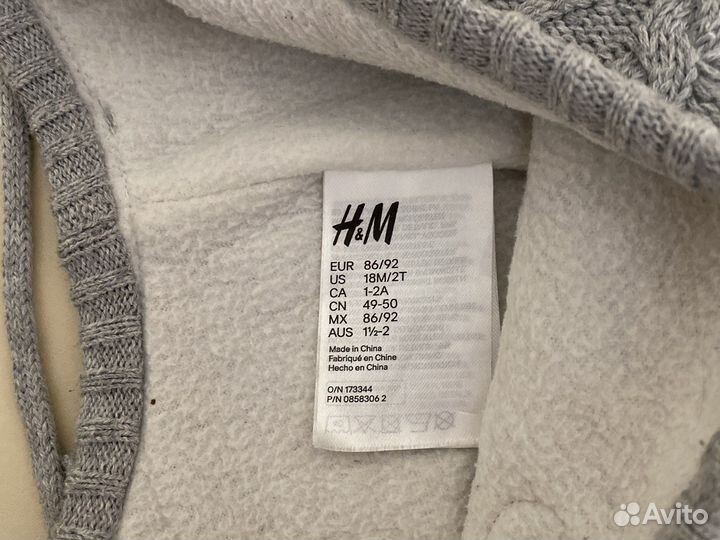 H&M
EUR 86/92
US 18M/2T
CA 1-2A
CN 49-50
MX 86/92
AUS 1½-2
Made in China
Fabriqué en Chine
Hecho en China
O/N 173344
P/N 0858306 2
Avito